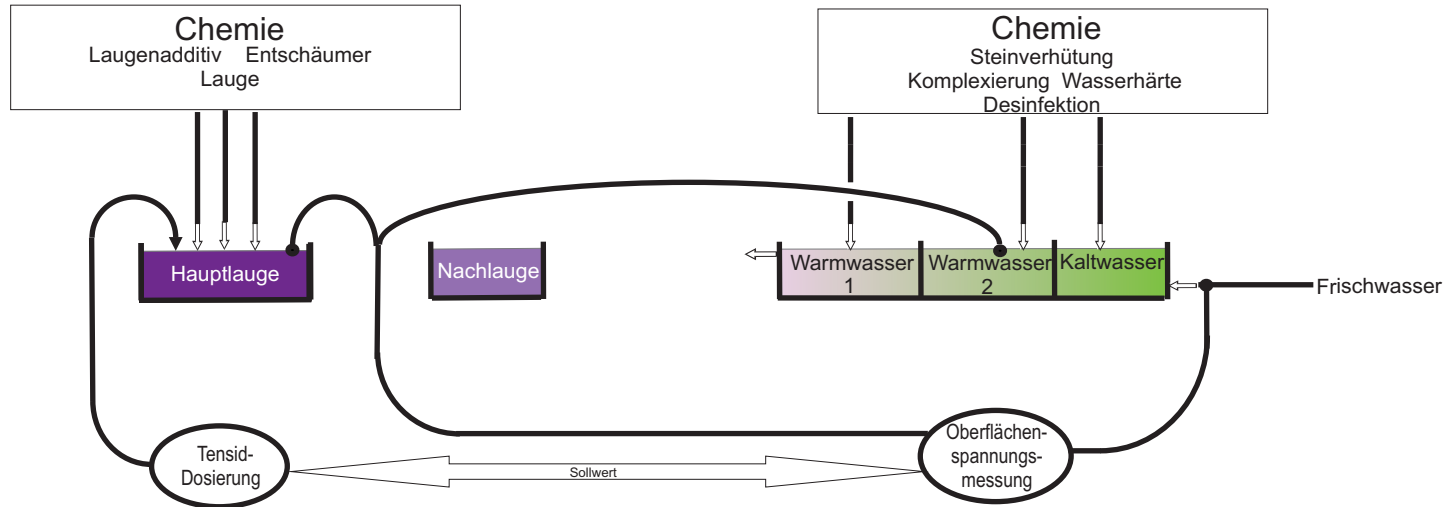 Chemie
Laugenadditiv Entschäumer
Lauge
Chemie
Steinverhütung
Komplexierung Wasserhärte
Desinfektion
Hauptlauge
Nachlauge
Warmwasser
1
Warmwasser
2
Kaltwasser
Frischwasser
Tensid-
Dosierung
Sollwert
Oberflächen-
spannungs-
messung